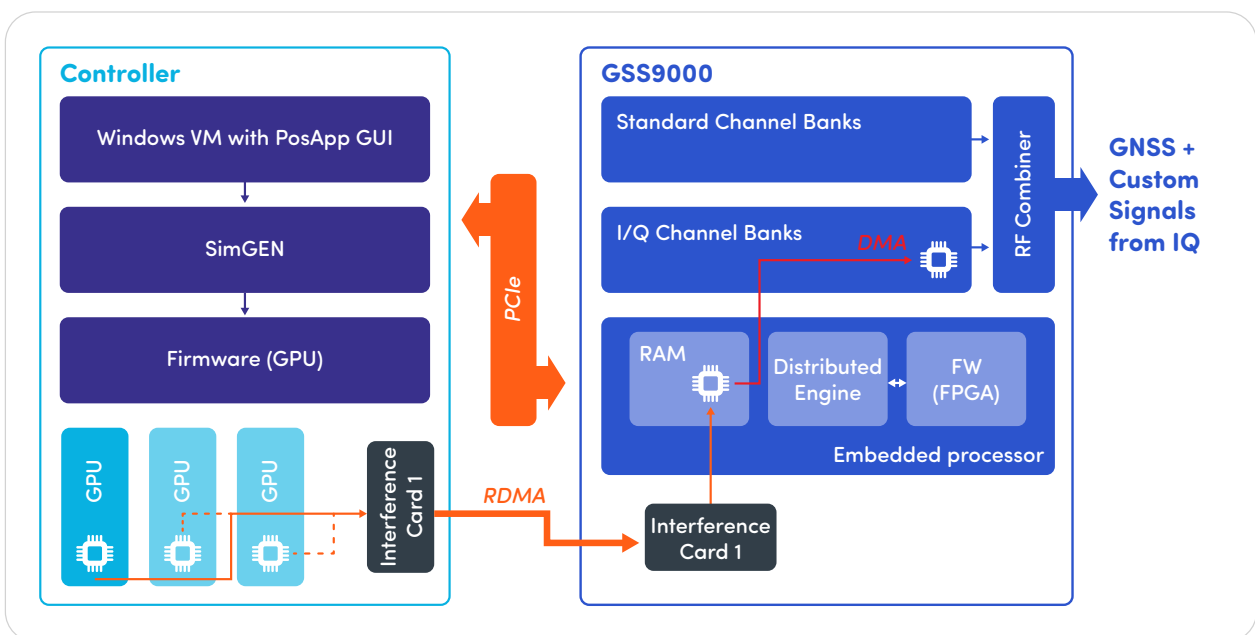 Controller
Windows VM with PosApp GUI
SimGEN
Firmware (GPU)
GPU
GPU
GPU
Interference
Card 1
PCIe
RDMA
GSS9000
Standard Channel Banks
I/Q Channel Banks
DMA
RF Combiner
RAM
Distributed
Engine
FW
(FPGA)
Embedded processor
Interference
Card 1
GNSS +
Custom
Signals
from IQ